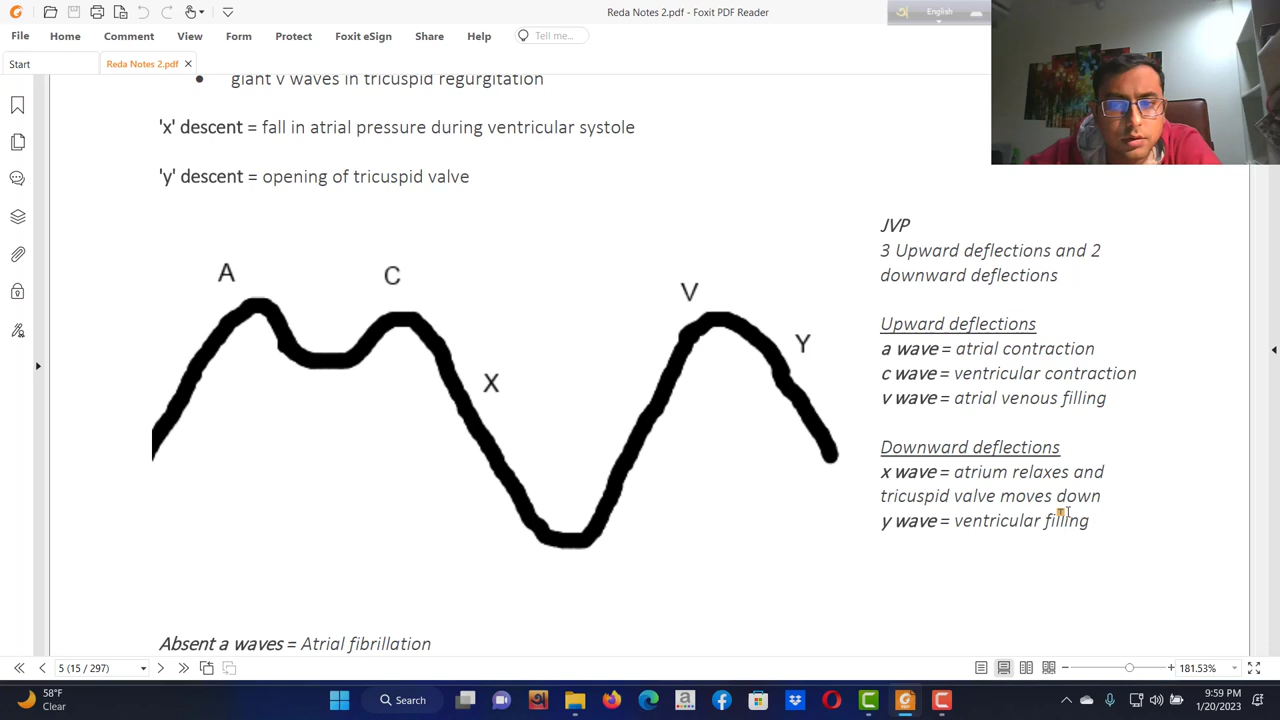 Reda Notes 2.pdf - Foxit PDF Reader
English
File Home Comment View Form Protect Foxit eSign Share Help Tell me...
Start Reda Notes 2.pdf
• giant v waves in tricuspid regurgitation
'x' descent = fall in atrial pressure during ventricular systole
'y' descent = opening of tricuspid valve
A
C
X
V
Y
JVP
3 Upward deflections and 2
downward deflections
Upward deflections
a wave = atrial contraction
c wave = ventricular contraction
v wave = atrial venous filling
Downward deflections
x wave = atrium relaxes and
tricuspid valve moves down
y wave = ventricular filling
Absent a waves = Atrial fibrillation
5 (15 / 297)
181.53%
58°F
Clear
Search
9:59 PM
1/20/2023